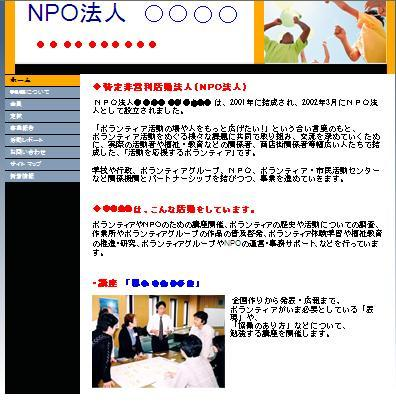 NPO法人 ○○○○
●●●●●●●●●●
ホーム
について
会員
定款
事業報告
活動レポート
お問い合わせ
サイトマップ
新着情報
◆特定非営利活動法人(NPO法人)
NPO法人●●●● は、2001年に結成され、2002年3月にNPO法
人として設立されました。
「ボランティア活動の場や人をもっと広げたい!」という合い言葉のもと、
ボランティア活動をめぐる様々な課題に共同で取り組み、交流を深めていくため
に、実際の活動者や福祉・教育などの関係者、商店街関係者等幅広い人たちで結
成した、「活動を応援するボランティア」です。
学校や行政、ボランティアグループ、NPO、ボランティア・市民活動センター
など関係機関とパートナーシップを結びつつ、事業を進めていきます。
◆●●●●は、こんな活動をしています。
ボランティアやNPOのための講座開催、ボランティアの歴史や活動についての調査、
作業所やボランティアグループの作品の普及啓発、ボランティア体験学習や福祉教育
の推進・研究、ボランティアグループやNPOの運営・事務サポート、などを行っていま
す。
・講座 「●●●●●●●」
企画作りから発表・広報まで、
ボランティアがいま必要としている「表
現」や、
「協働のあり方」などについて、
勉強する講座を開催します。